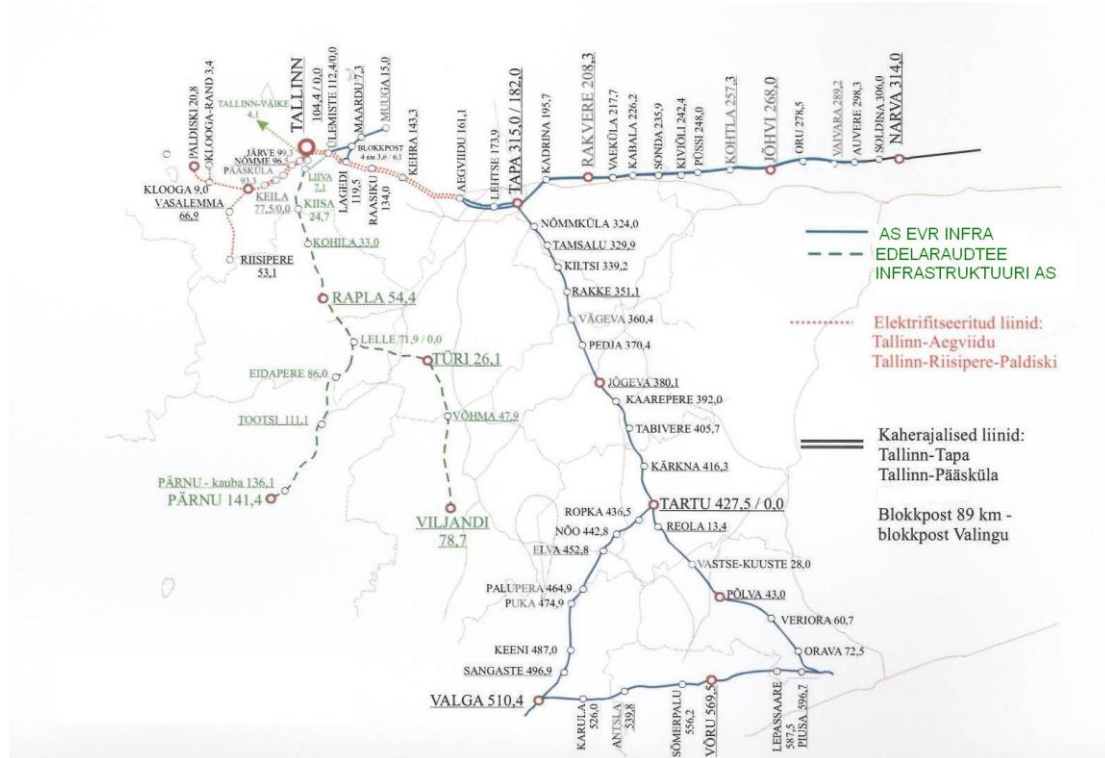 PALDISKI 20,8
KLOOGA-RAND 3,4
TALLINN-VÄIKE
4,1
TALLINN
104,4 / 0,0
ÜLEMISTE 112,4/0,0
MAARDU 7,3
MUUGA 15,0
BLOKKPOST
4 км 3,6 / 6,1
JÄRVE 99,3
NÕMME 96,5
PÄÄSKÜLA
93,3
KLOOGA 9,0
VASALEMMA
66,9
KEILA
77,5/0,0
LIIVA
7,1
KIISA
24,7
LAGEDI
119,5
RAASIKU
134,0
KEHRA 143,3
AEGVIIDU 161,1
LEHTSE 173,9
TAPA 315,0 / 182,0
KADRINA 195,7
RAKVERE 208,3
VAEKÜLA 217,7
KABALA 226,2
SONDA 235,9
KIVIÕLI 242,4
PÜSSI 248,0
KOHTLA 257,3
JÕHVI 268,0
ORU 278,5
VAIVARA 289,2
AUVERE 298,3
SOLDINA 306,0
NARVA 314,0
RIISIPERE
53,1
KOHILA 33,0
RAPLA 54,4
LELLE 71,9 / 0,0
TÜRI 26,1
EIDAPERE 86,0
TOOTSI 111,1
VÕHMA 47,9
PÄRNU - kauba 136,1
PÄRNU 141,4
VILJANDI
78,7
NÕMMKÜLA 324,0
TAMSALU 329,9
KILTSI 339,2
RAKKE 351,1
VÄGEVA 360,4
PEDJA 370,4
JÕGEVA 380,1
KAAREPERE 392,0
TABIVERE 405,7
KÄRKNA 416,3
TARTU 427,5 / 0,0
ROPKA 436,5
NÕO 442,8
ELVA 452,8
REOLA 13,4
VASTSE-KUUSTE 28,0
PALUPERA 464,9
PUKA 474,9
PÕLVA 43,0
VERIORA 60,7
KEENI 487,0
ORAVA 72,5
SANGASTE 496,9
VALGA 510,4
KARULA
526,0
ANTSLA
539,8
SÕMERPALU
556,2
VÕRU 569,5
LEPASSAARE
587,5
PIUSA 596,7
AS EVR INFRA
EDELARAUDTEE
INFRASTRUKTUURI AS
Elektrifitseeritud liinid:
Tallinn-Aegviidu
Tallinn-Riisipere-Paldiski
Kaherajalised liinid:
Tallinn-Tapa
Tallinn-Pääsküla
Blokkpost 89 km -
blokkpost Valingu